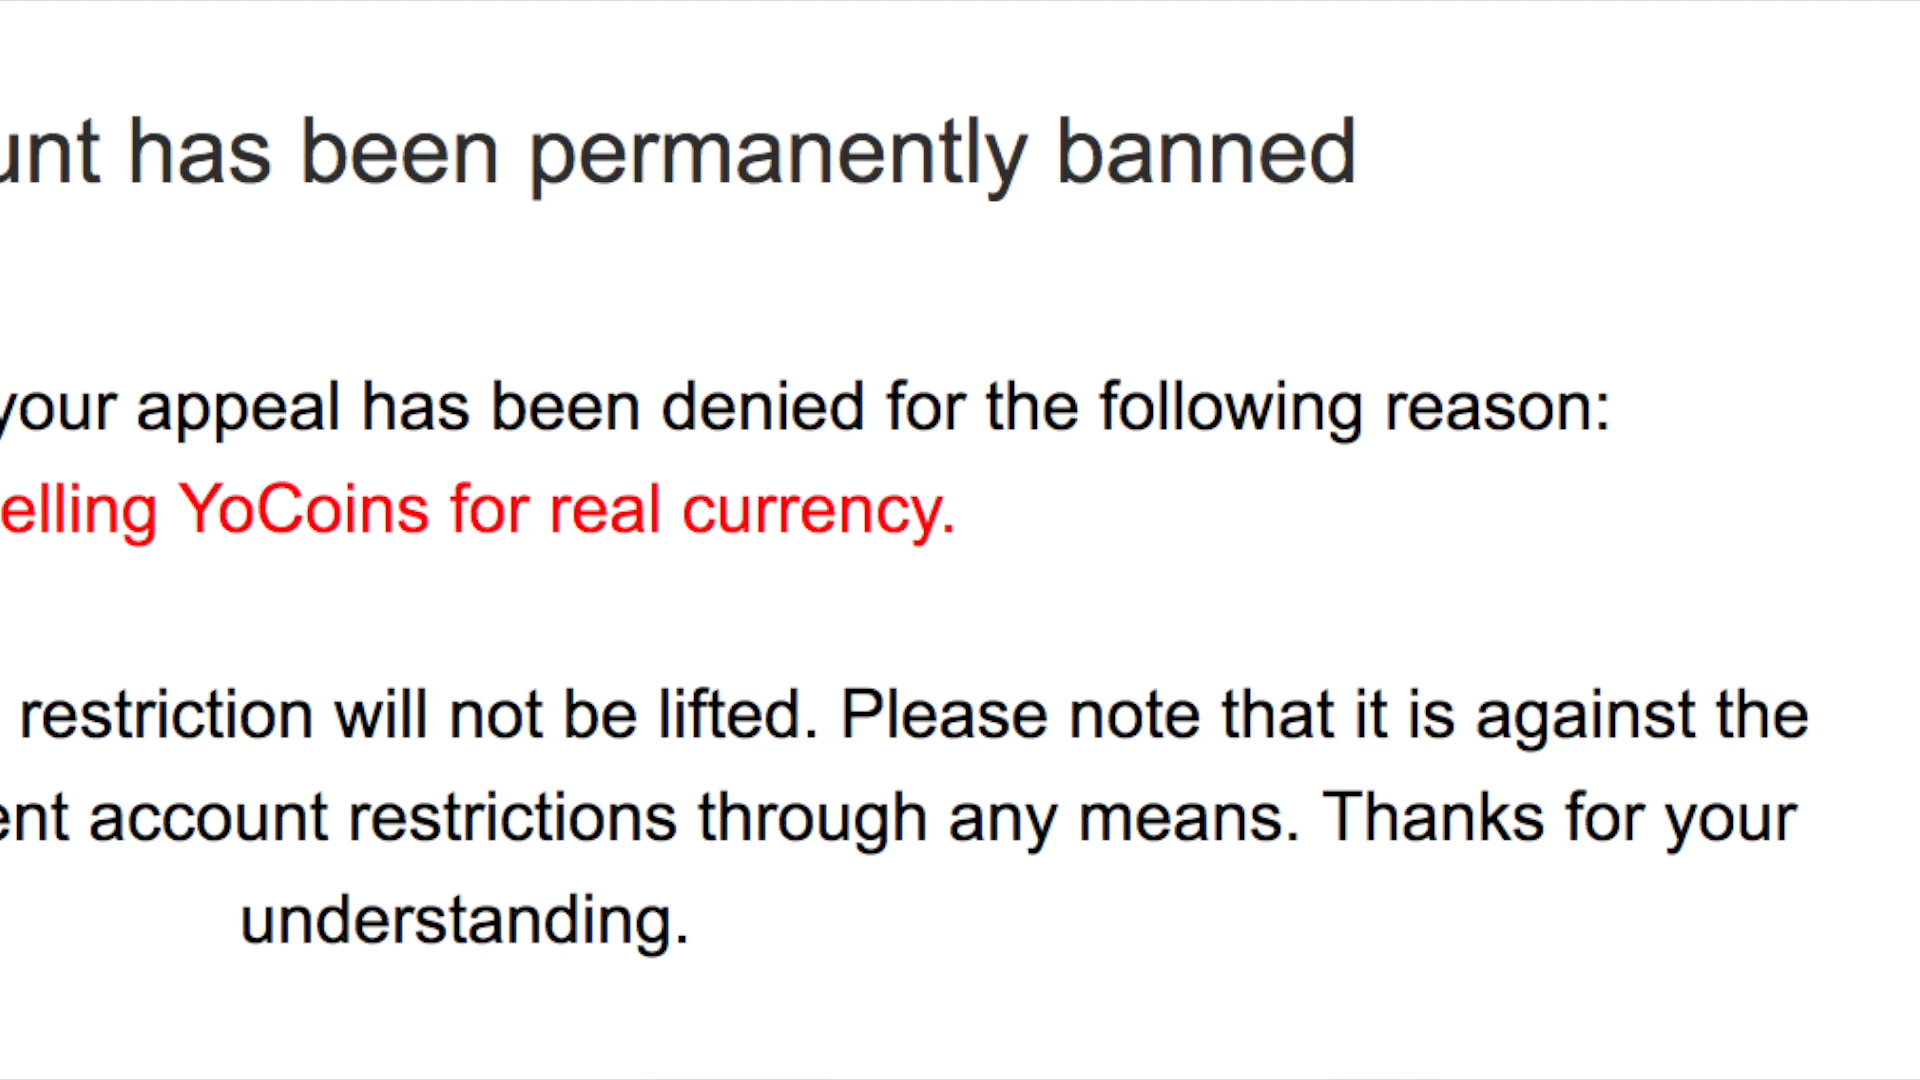 unt has been permanently banned
your appeal has been denied for the following reason:
elling YoCoins for real currency.
restriction will not be lifted. Please note that it is against the
ent account restrictions through any means. Thanks for your
understanding.